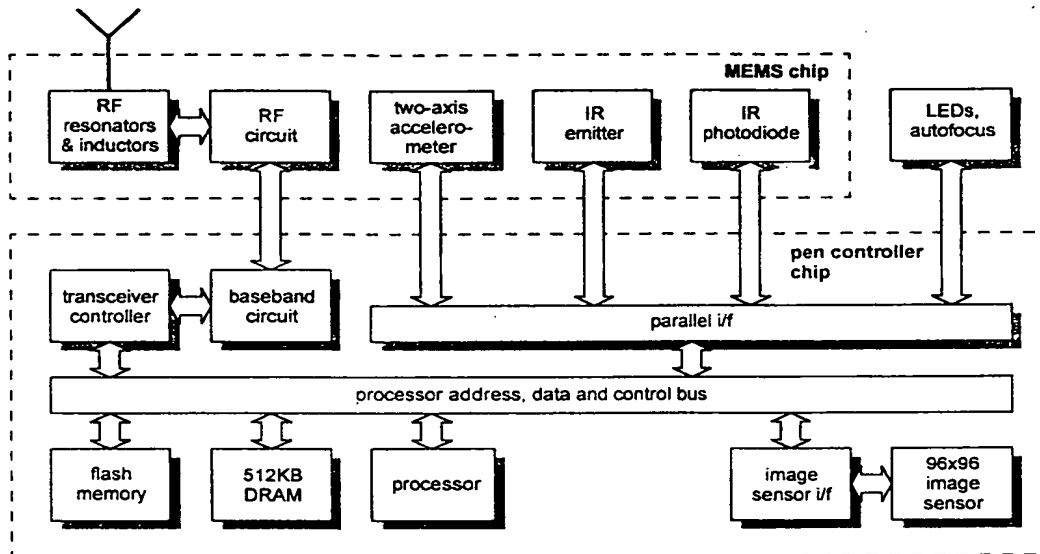 MEMS chip
RF
resonators
& inductors
RF
circuit
two-axis
accelero-
meter
IR
emitter
IR
photodiode
LEDs,
autofocus
pen controller
chip
transceiver
controller
baseband
circuit
parallel i/f
processor address, data and control bus
flash
memory
512KB
DRAM
processor
image
sensor i/f
96x96
image
sensor